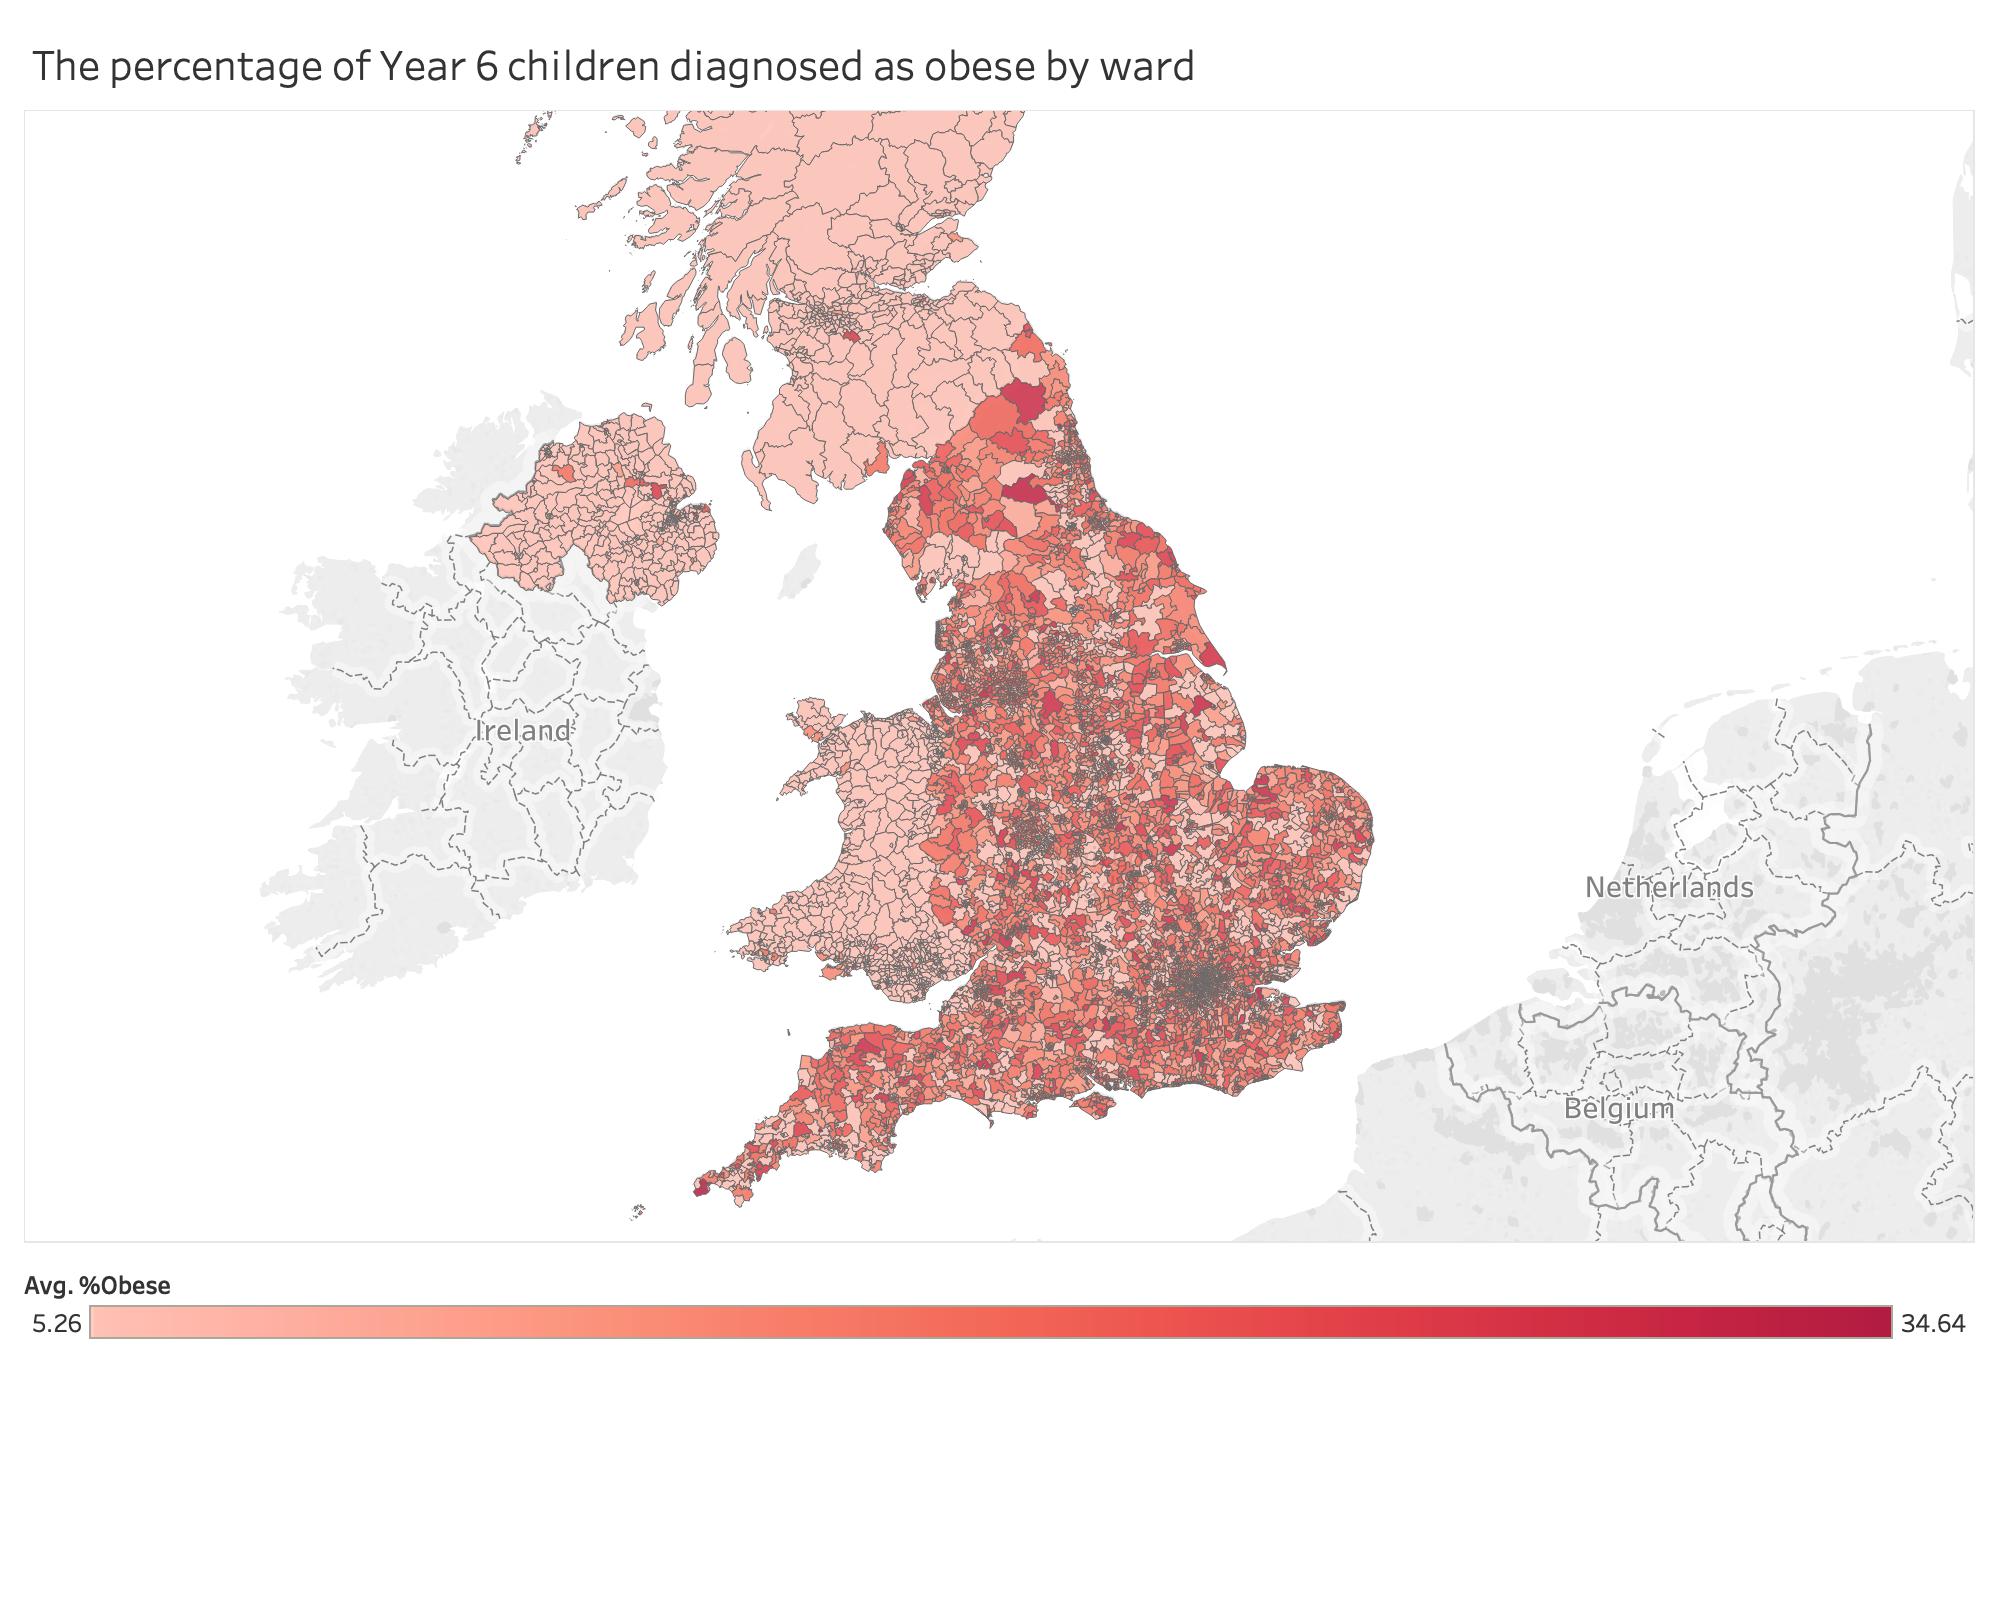 The percentage of Year 6 children diagnosed as obese by ward
Ireland
Netherlands
Belgium
Avg. %Obese
5.26
34.64